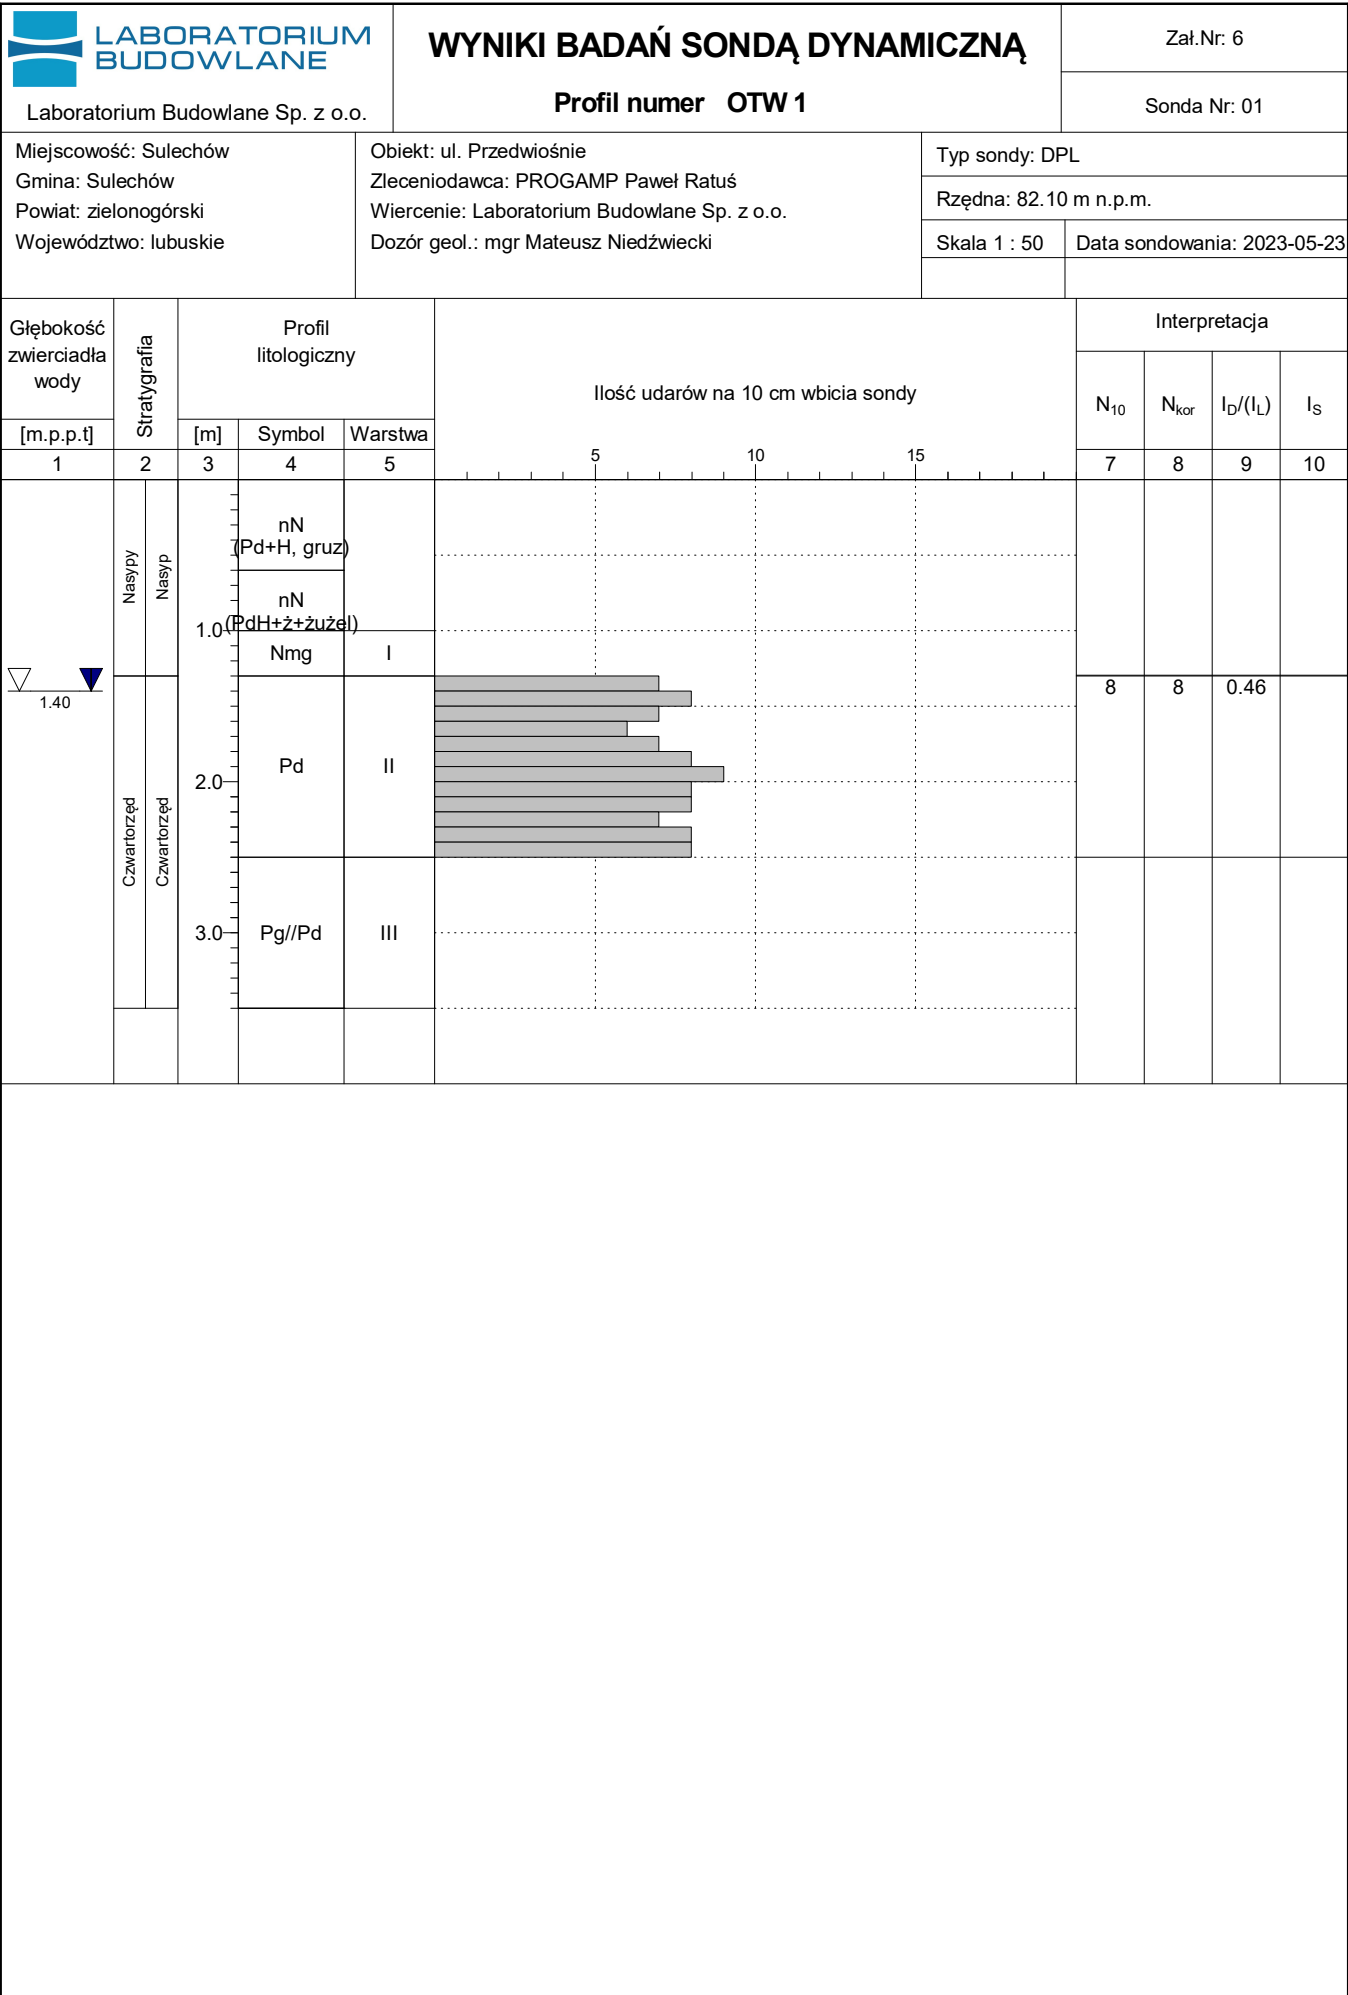 LABORATORIUM
BUDOWLANE
Laboratorium Budowlane Sp. z o.o.
WYNIKI BADAŃ SONDĄ DYNAMICZNĄ
Profil numer OTW 1
Zał.Nr: 6
Sonda Nr: 01
Miejscowość: Sulechów
Gmina: Sulechów
Powiat: zielonogórski
Województwo: lubuskie
Obiekt: ul. Przedwiośnie
Zleceniodawca: PROGAMP Paweł Ratuś
Wiercenie: Laboratorium Budowlane Sp. z o.o.
Dozór geol.: mgr Mateusz Niedźwiecki
Typ sondy: DPL
Rzędna: 82.10 m n.p.m.
Skala 1 : 50
Data sondowania: 2023-05-23
Głębokość
zwierciadła
wody
[m.p.p.t]
Stratygrafia
Profil
litologiczny
[m]
Symbol
Warstwa
Ilość udarów na 10 cm wbicia sondy
Interpretacja
N10
Nkor
ID/(IL)
IS
1
2
3
4
5
5
10
15
7
8
9
10
Nasypy
Nasyp
nN
(Pd+H, gruz)
nN
(PdH+ż+żużel)
1.0
Nmg
I
1.40
8
8
0.46
Pd
II
2.0
Czwartorzęd
Czwartorzęd
3.0
Pg//Pd
III